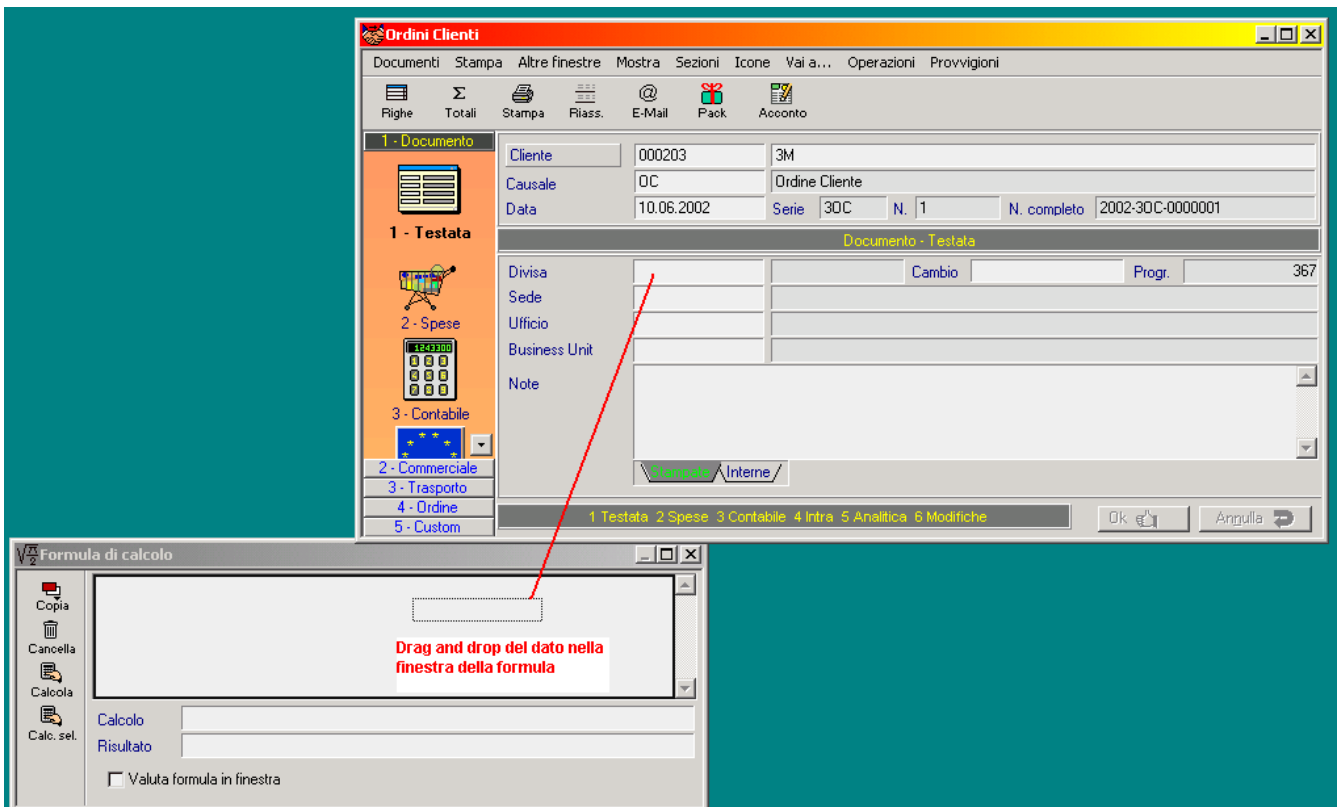 Ordini Clienti
Documenti Stampa Altre finestre Mostra Sezioni Icone Vai a... Operazioni Provvigioni
Righe Totali Stampa Riass. E-Mail Pack Acconto
1 - Documento
1 - Testata
2 - Spese
1243300
3 - Contabile
2 - Commerciale
3 - Trasporto
4 - Ordine
5 - Custom
Cliente 000203 3M
Causale OC Ordine Cliente
Data 10.06.2002 Serie 3OC N. 1 N. completo 2002-3OC-0000001
Documento - Testata
Divisa Cambio Progr. 367
Sede
Ufficio
Business Unit
Note
Stampate Interne
1 Testata 2 Spese 3 Contabile 4 Intra 5 Analitica 6 Modifiche Ok Annulla
Formula di calcolo
Copia
Cancella
Calcola
Calc. sel.
Drag and drop del dato nella
finestra della formula
Calcolo
Risultato
Valuta formula in finestra